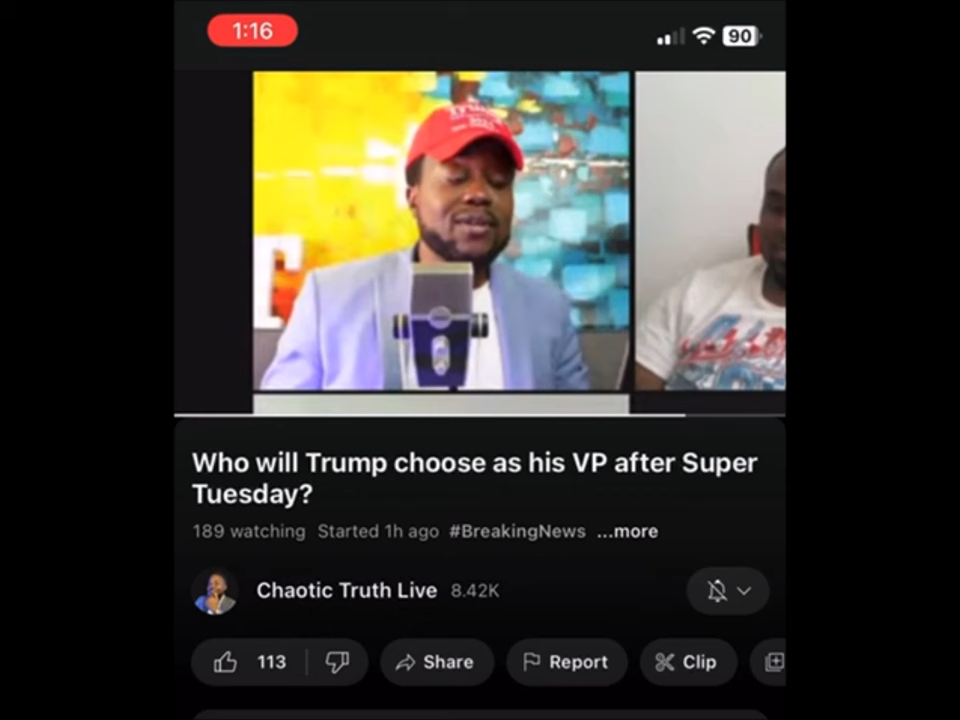 1:16
90
Who will Trump choose as his VP after Super
Tuesday?
189 watching Started 1h ago #BreakingNews ...more
Chaotic Truth Live 8.42K
113
Share
Report
Clip